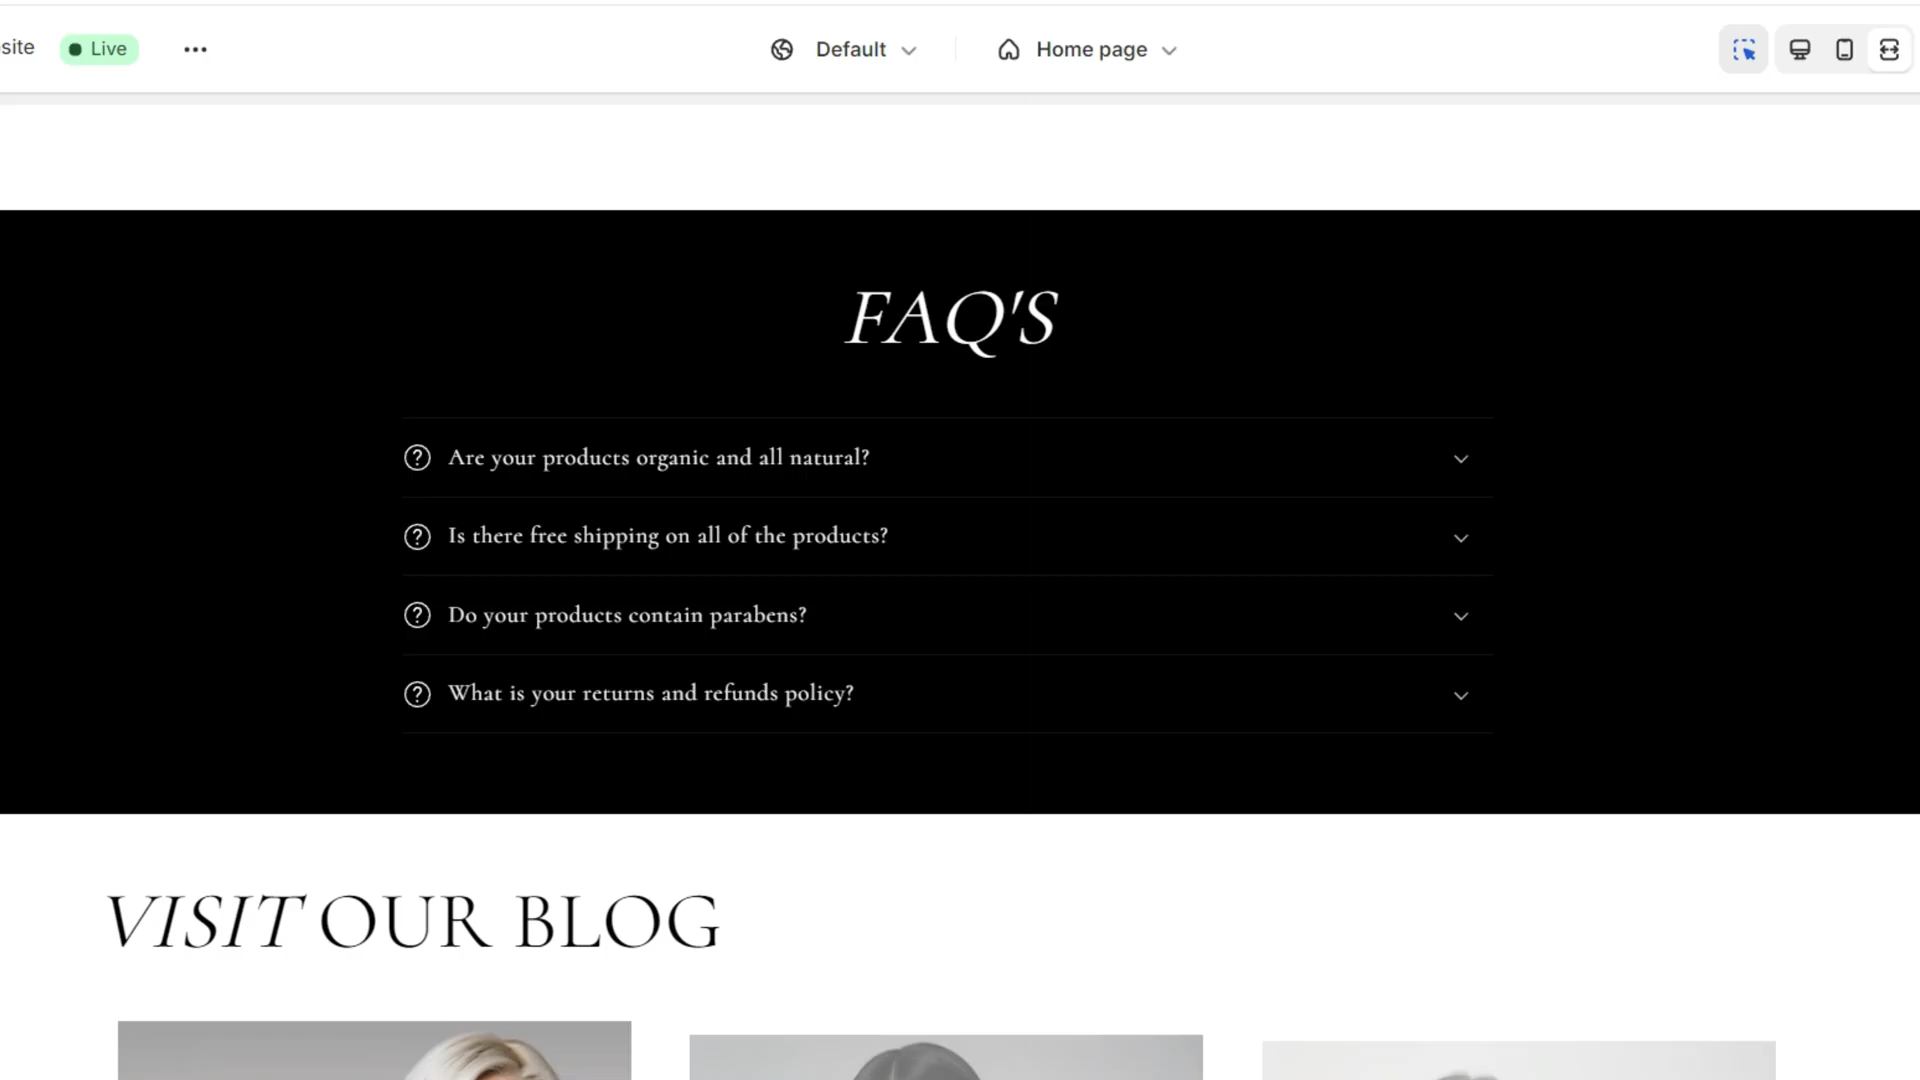 site
Live
Default
Home page
FAQ'S
Are your products organic and all natural?
Is there free shipping on all of the products?
Do your products contain parabens?
What is your returns and refunds policy?
VISIT OUR BLOG